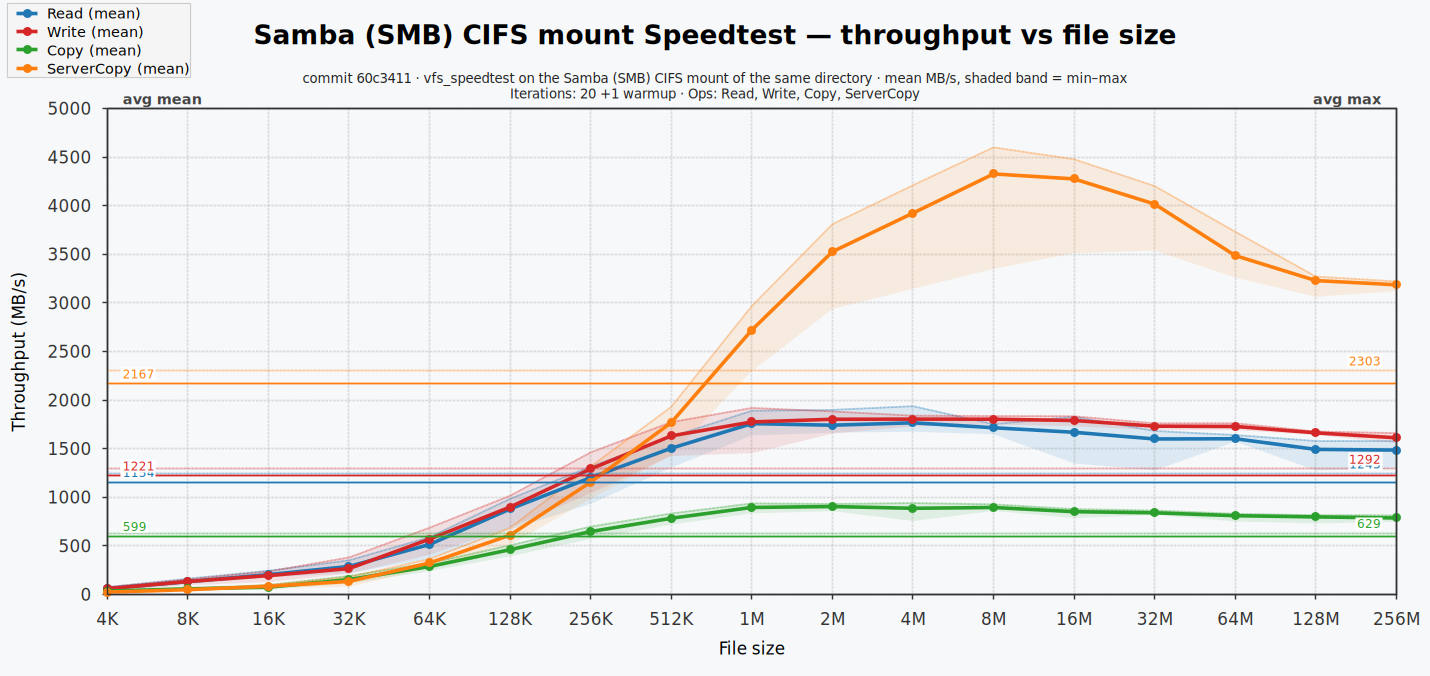 Read (mean)
Write (mean)
Copy (mean)
ServerCopy (mean)
Samba (SMB) CIFS mount Speedtest — throughput vs file size
commit 60c3411 · vfs_speedtest on the Samba (SMB) CIFS mount of the same directory · mean MB/s, shaded band = min–max
Iterations: 20 +1 warmup · Ops: Read, Write, Copy, ServerCopy
avg mean
avg max
5000
4500
4000
3500
3000
2500
2000
1500
1000
500
0
Throughput (MB/s)
2303
2167
1221
1292
599
629
4K
8K
16K
32K
64K
128K
256K
512K
1M
2M
4M
8M
16M
32M
64M
128M
256M
File size